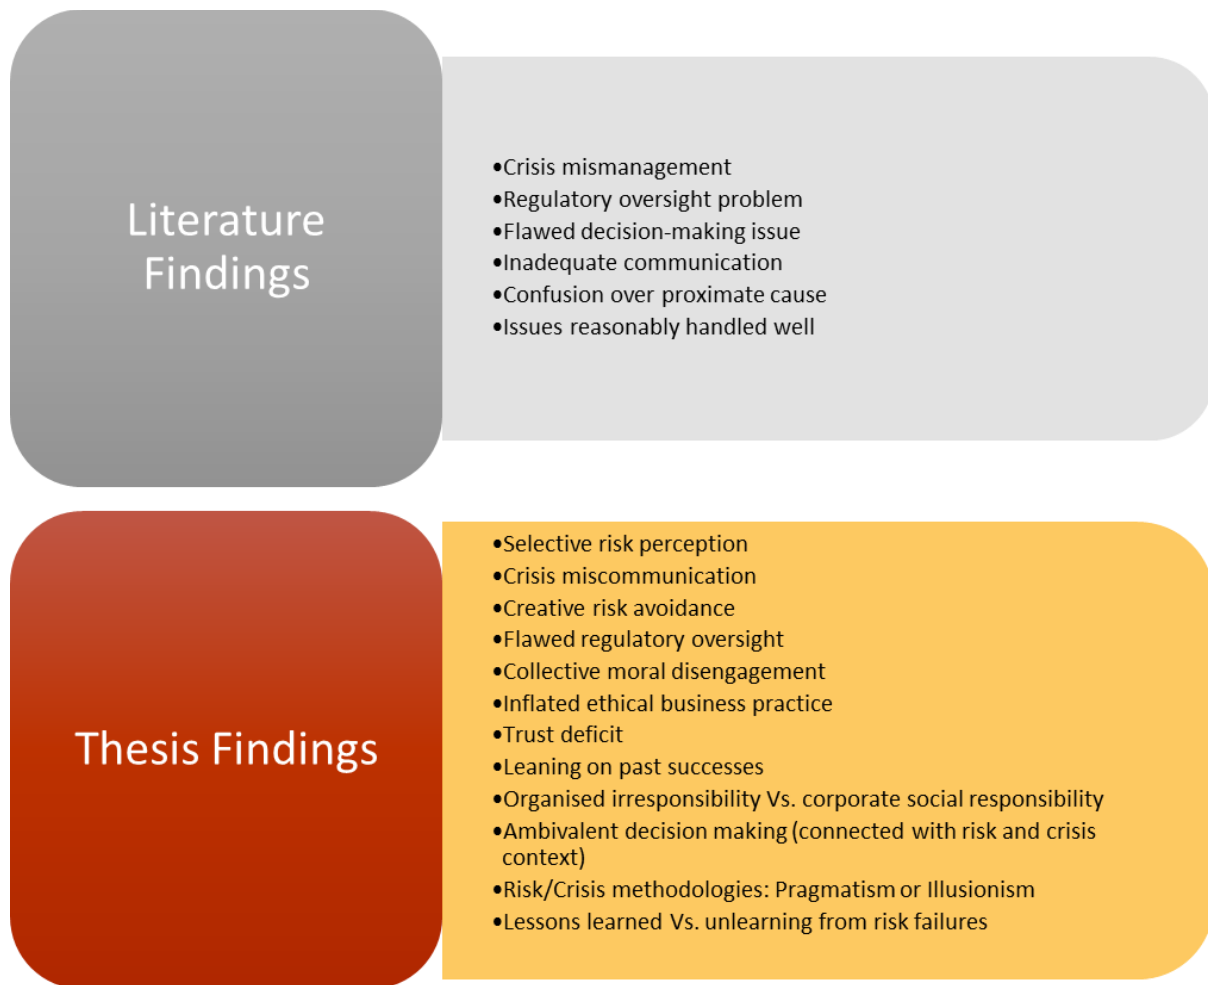 Literature
Findings
•Crisis mismanagement
•Regulatory oversight problem
•Flawed decision-making issue
•Inadequate communication
•Confusion over proximate cause
•Issues reasonably handled well
Thesis Findings
•Selective risk perception
•Crisis miscommunication
•Creative risk avoidance
•Flawed regulatory oversight
•Collective moral disengagement
•Inflated ethical business practice
•Trust deficit
•Leaning on past successes
•Organised irresponsibility Vs. corporate social responsibility
•Ambivalent decision making (connected with risk and crisis
context)
•Risk/Crisis methodologies: Pragmatism or Illusionism
•Lessons learned Vs. unlearning from risk failures